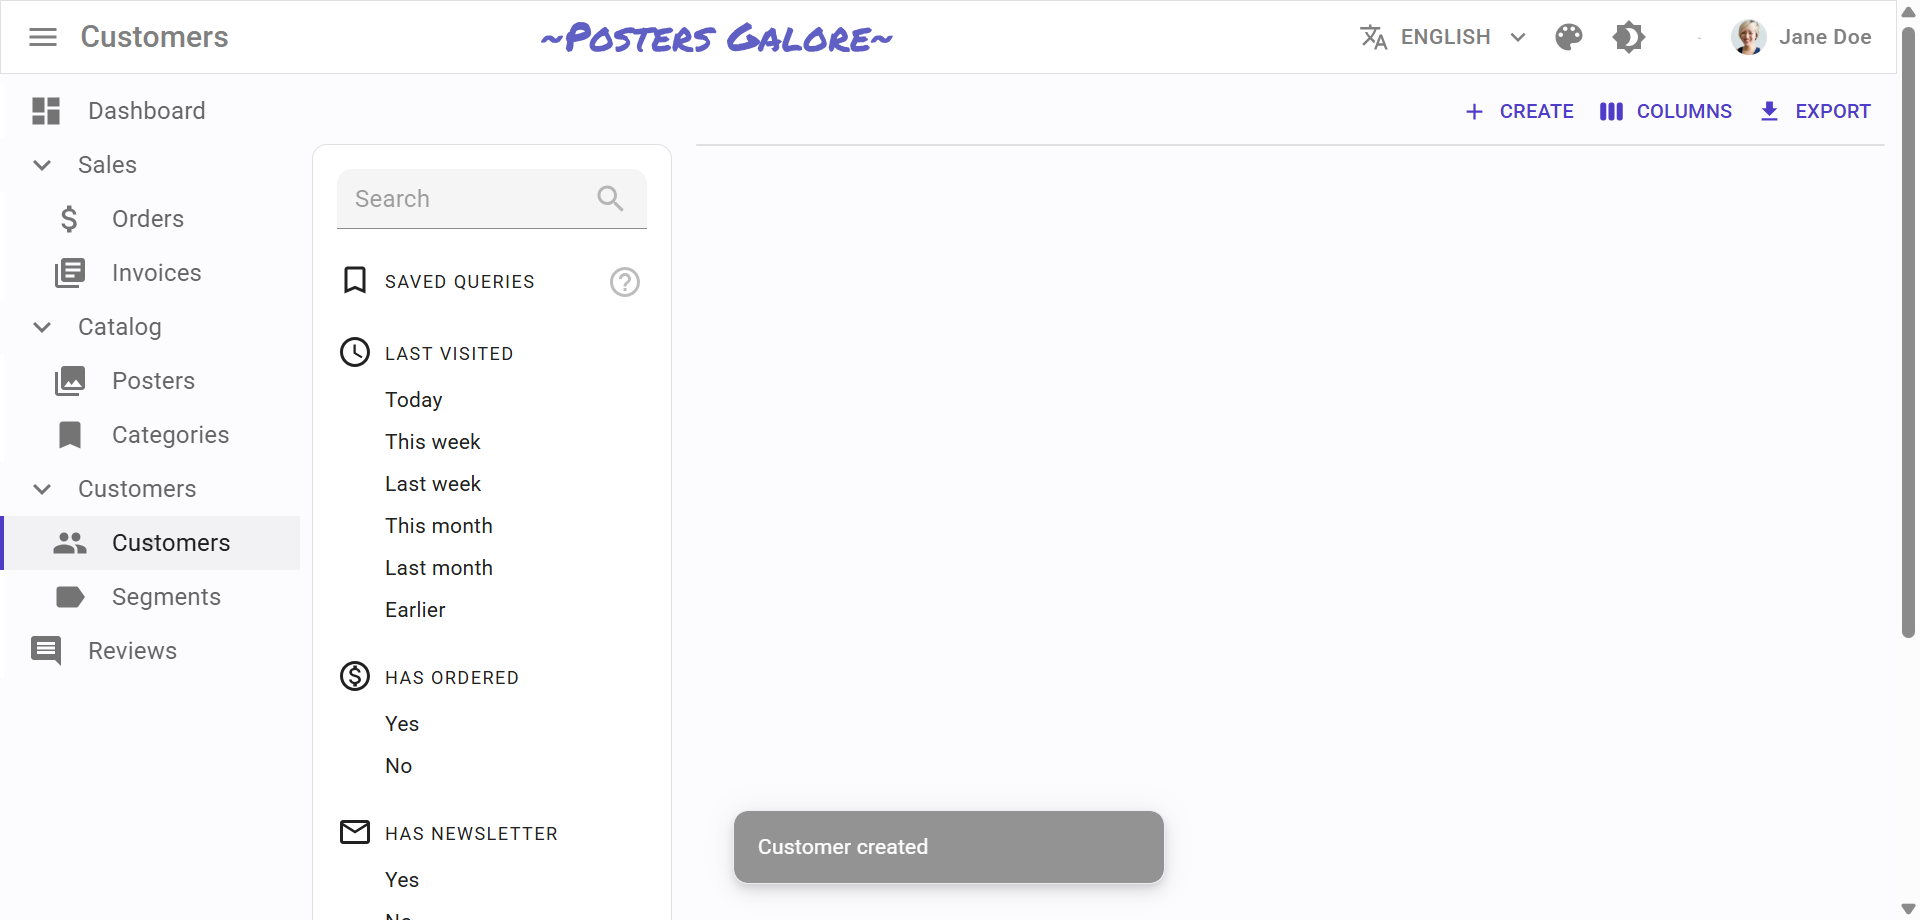 Customers
~Posters Galore~
ENGLISH
Jane Doe
Dashboard
Sales
Orders
Invoices
Catalog
Posters
Categories
Customers
Customers
Segments
Reviews
CREATE
COLUMNS
EXPORT
Search
SAVED QUERIES
LAST VISITED
Today
This week
Last week
This month
Last month
Earlier
HAS ORDERED
Yes
No
HAS NEWSLETTER
Yes
No
Customer created